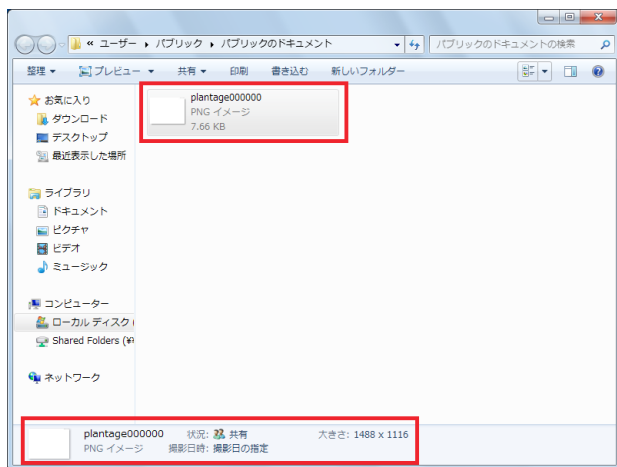 « ユーザー ▸ パブリック ▸ パブリックのドキュメント
パブリックのドキュメントの検索
整理 ▼ プレビュー ▼ 共有 ▼ 印刷 書き込む 新しいフォルダー
お気に入り
ダウンロード
デスクトップ
最近表示した場所
ライブラリ
ドキュメント
ピクチャ
ビデオ
ミュージック
コンピューター
ローカル ディスク (
Shared Folders (¥
ネットワーク
plantage000000
PNG イメージ
7.66 KB
plantage000000 状況: 共有 大きさ: 1488 x 1116
PNG イメージ 撮影日時: 撮影日の指定